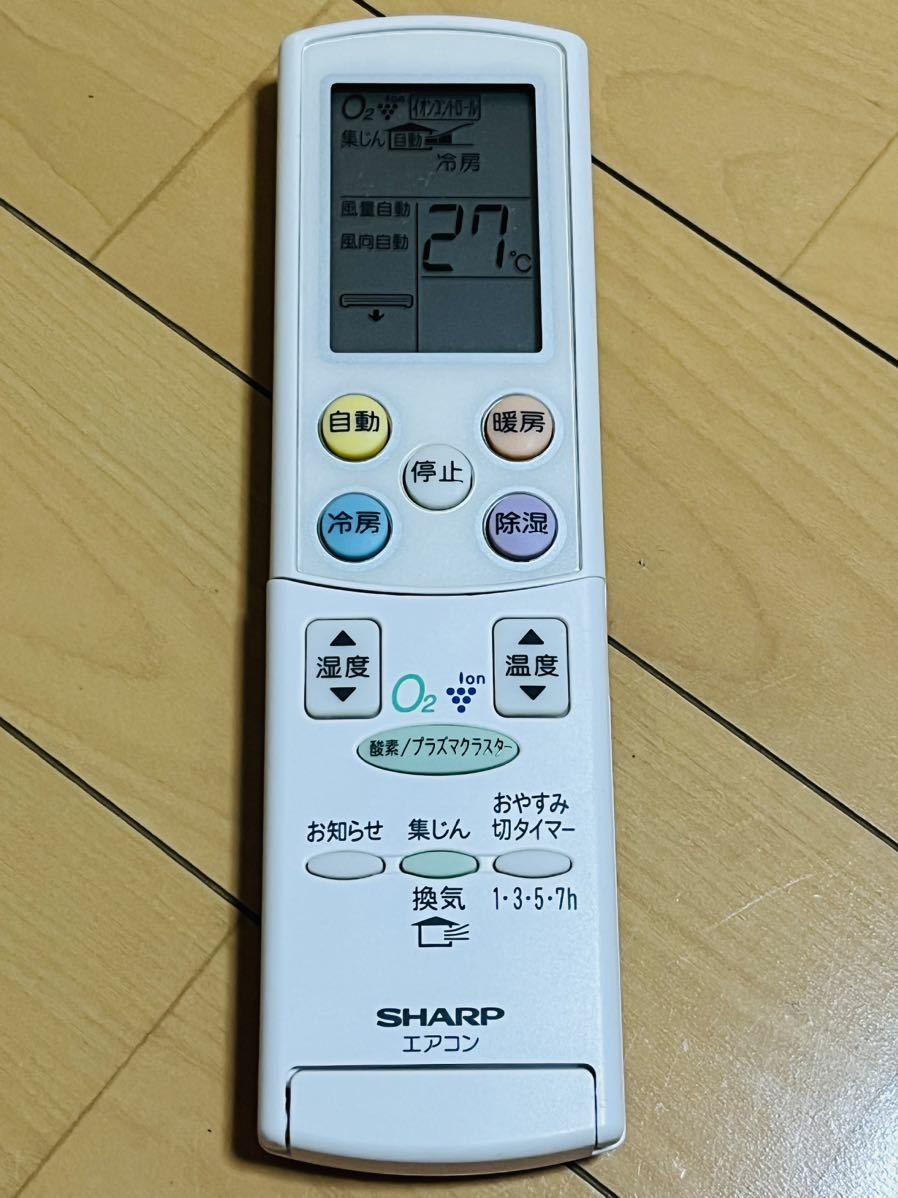 O2 ion イオンコントロール
集じん 自動
冷房
風量自動
風向自動
27℃
自動
暖房
停止
冷房
除湿
湿度
温度
O2 Ion
酸素/プラズマクラスター
お知らせ
集じん
おやすみ
切タイマー
換気
1・3・5・7h
SHARP
エアコン